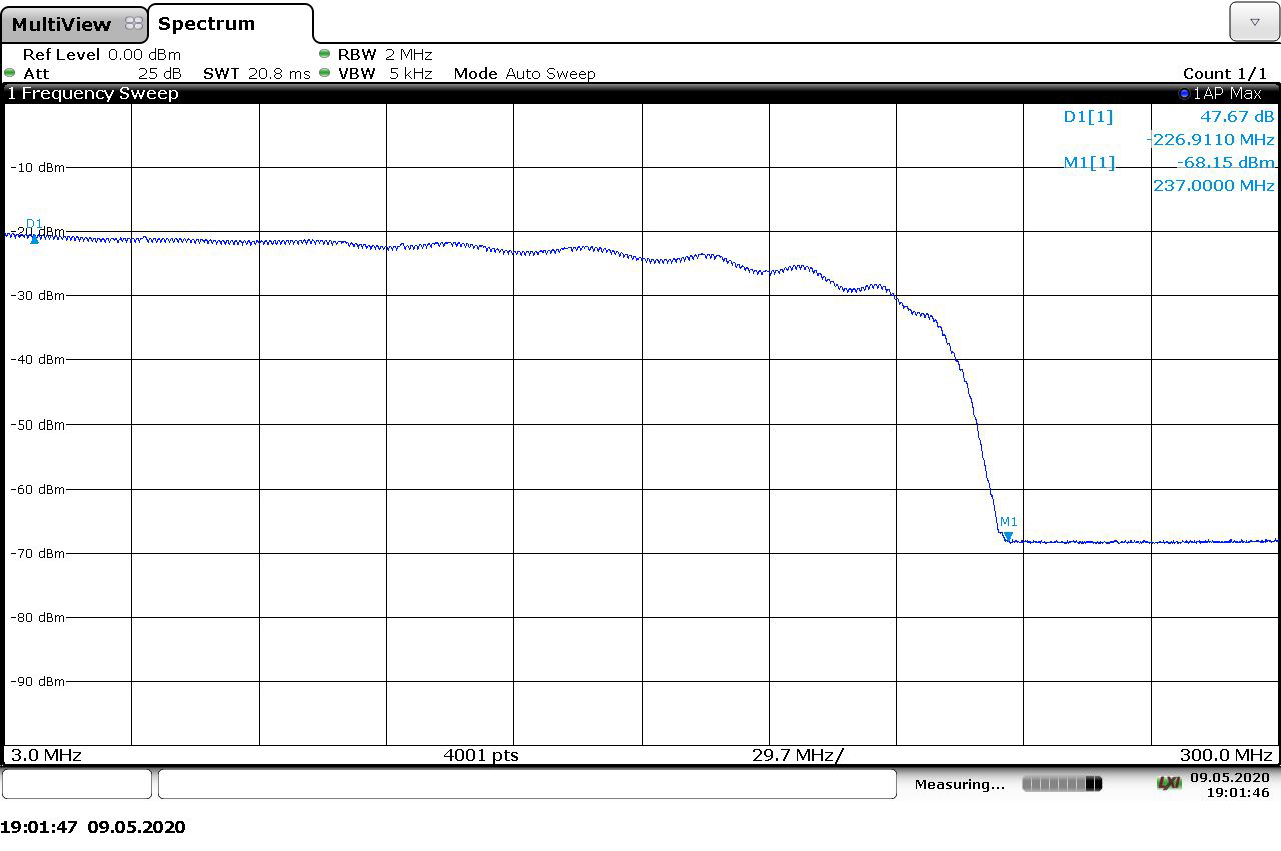 MultiView Spectrum
Ref Level 0.00 dBm RBW 2 MHz
Att 25 dB SWT 20.8 ms VBW 5 kHz Mode Auto Sweep Count 1/1
1 Frequency Sweep 1AP Max
D1[1] 47.67 dB
-226.9110 MHz
M1[1] -68.15 dBm
237.0000 MHz
-10 dBm
D1
-20 dBm
-30 dBm
-40 dBm
-50 dBm
-60 dBm
M1
-70 dBm
-80 dBm
-90 dBm
3.0 MHz 4001 pts 29.7 MHz/ 300.0 MHz
Measuring... LXI 09.05.2020
19:01:46
19:01:47 09.05.2020